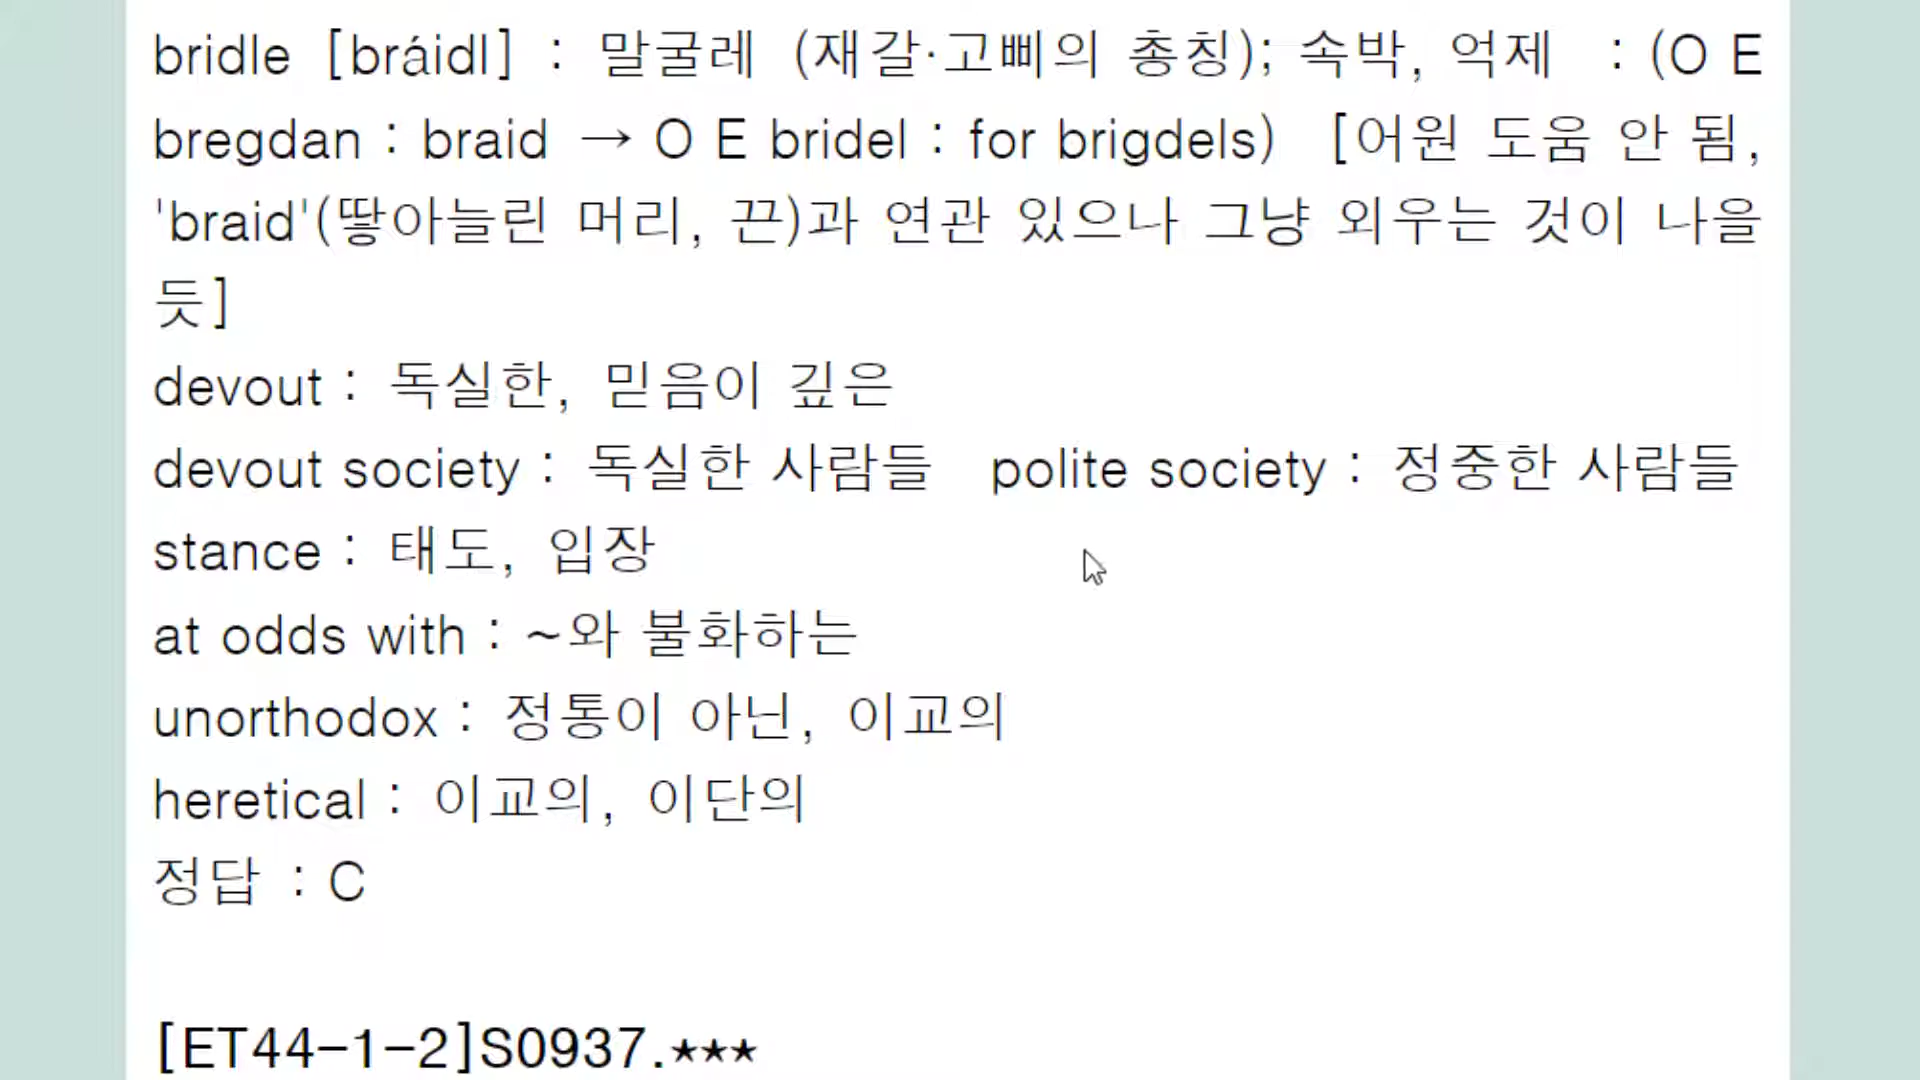 bridle [bráidl] : 말굴레 (재갈·고삐의 총칭); 속박, 억제 : (O E
bregdan : braid → O E bridel : for brigdels) [어원 도움 안 됨,
'braid'(땋아늘린 머리, 끈)과 연관 있으나 그냥 외우는 것이 나을
듯]
devout : 독실한, 믿음이 깊은
devout society : 독실한 사람들 polite society : 정중한 사람들
stance : 태도, 입장
at odds with : ~와 불화하는
unorthodox : 정통이 아닌, 이교의
heretical : 이교의, 이단의
정답 : C
[ET44-1-2]S0937.★★★